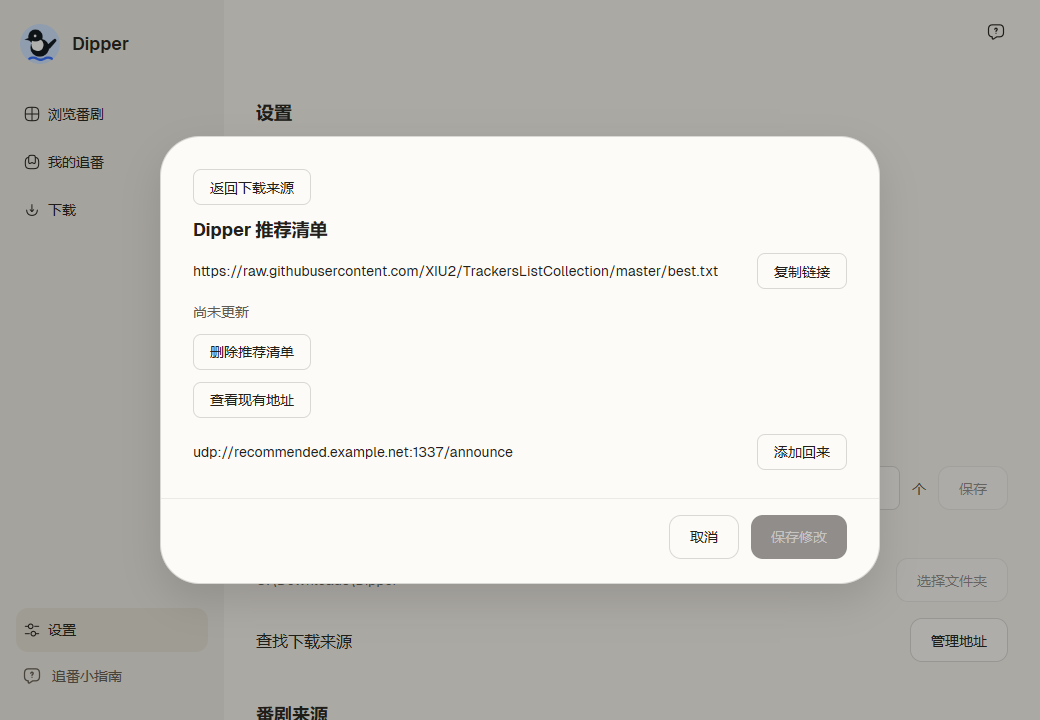 Dipper
浏览番剧
我的追番
下载
设置
返回下载来源
Dipper 推荐清单
https://raw.githubusercontent.com/XIU2/TrackersListCollection/master/best.txt
复制链接
尚未更新
删除推荐清单
查看现有地址
udp://recommended.example.net:1337/announce
添加回来
个
保存
取消
保存修改
选择文件夹
设置
查找下载来源
管理地址
追番小指南
番剧来源